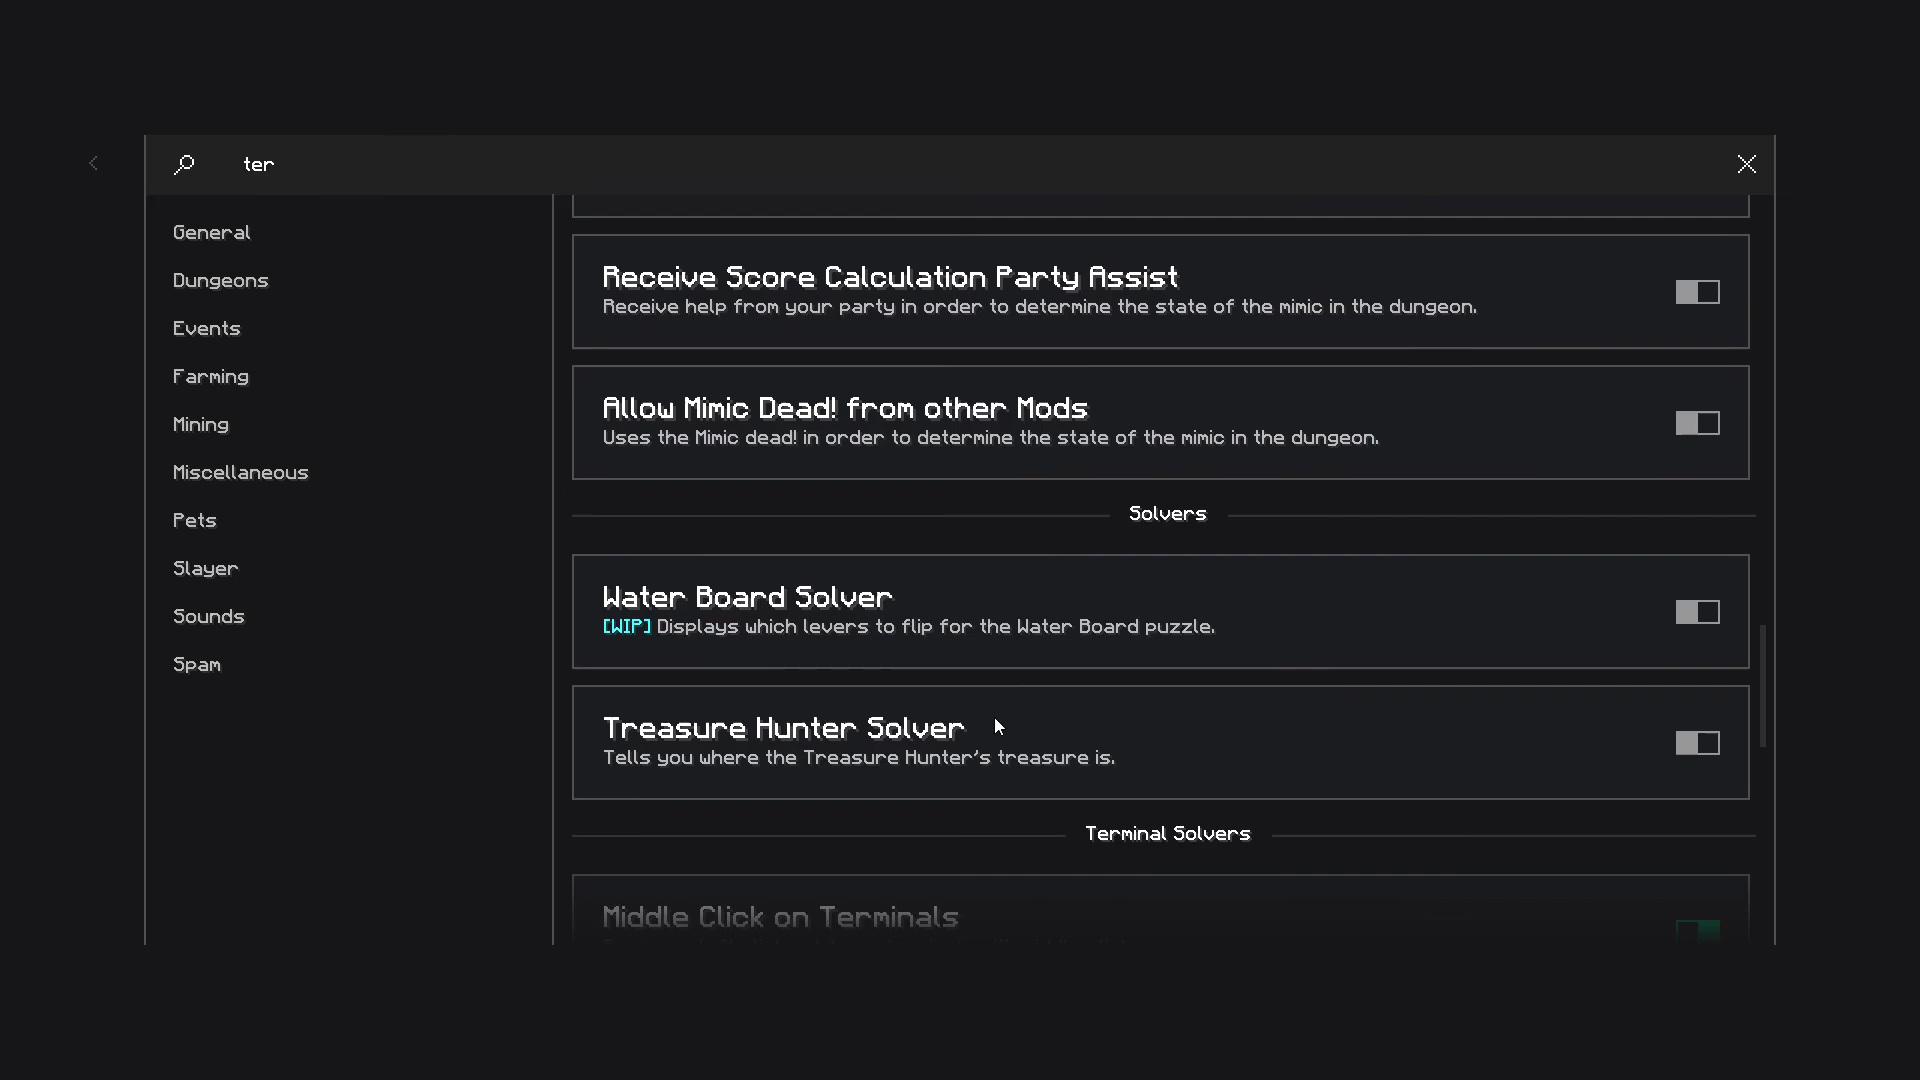 ter
General
Dungeons
Events
Farming
Mining
Miscellaneous
Pets
Slayer
Sounds
Spam
Receive Score Calculation Party Assist
Receive help from your party in order to determine the state of the mimic in the dungeon.
Allow Mimic Dead! from other Mods
Uses the Mimic dead! in order to determine the state of the mimic in the dungeon.
Solvers
Water Board Solver
[WIP] Displays which levers to flip for the Water Board puzzle.
Treasure Hunter Solver
Tells you where the Treasure Hunter's treasure is.
Terminal Solvers
Middle Click on Terminals